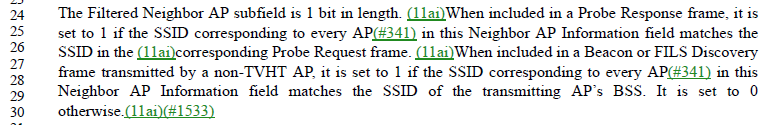 24 The Filtered Neighbor AP subfield is 1 bit in length. (11ai)When included in a Probe Response frame, it is
25 set to 1 if the SSID corresponding to every AP(#341) in this Neighbor AP Information field matches the
26 SSID in the (11ai)corresponding Probe Request frame. (11ai)When included in a Beacon or FILS Discovery
27 frame transmitted by a non-TVHT AP, it is set to 1 if the SSID corresponding to every AP(#341) in this
28
29 Neighbor AP Information field matches the SSID of the transmitting AP’s BSS. It is set to 0
30 otherwise.(11ai)(#1533)